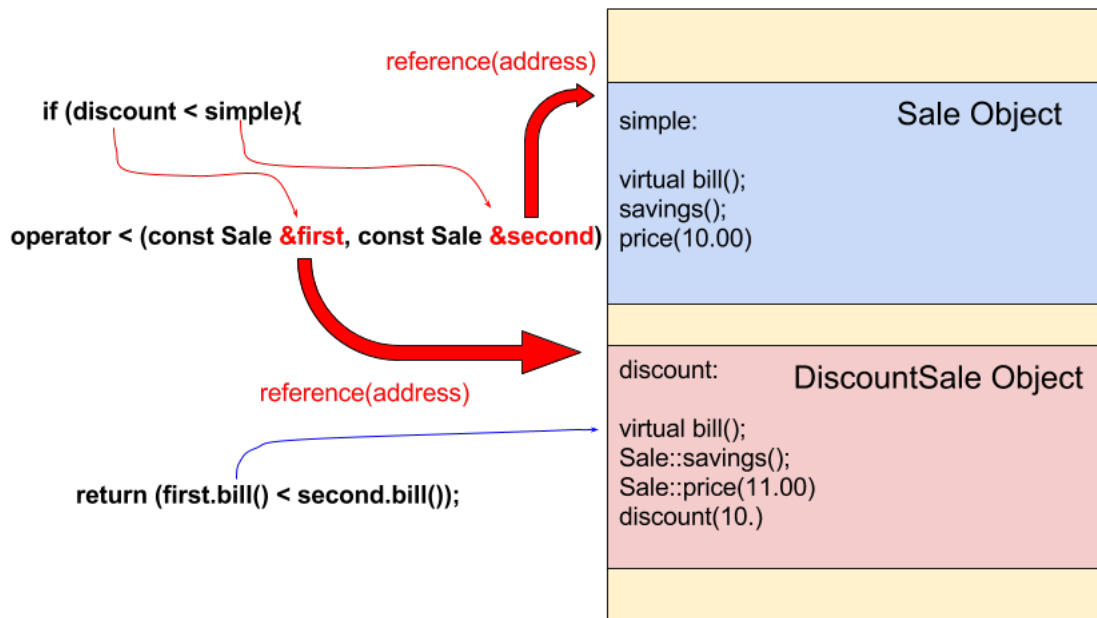 reference(address)
if (discount < simple){
operator < (const Sale &first, const Sale &second)
reference(address)
return (first.bill() < second.bill());
Sale Object
simple:
virtual bill();
savings();
price(10.00)
DiscountSale Object
discount:
virtual bill();
Sale::savings();
Sale::price(11.00)
discount(10.)